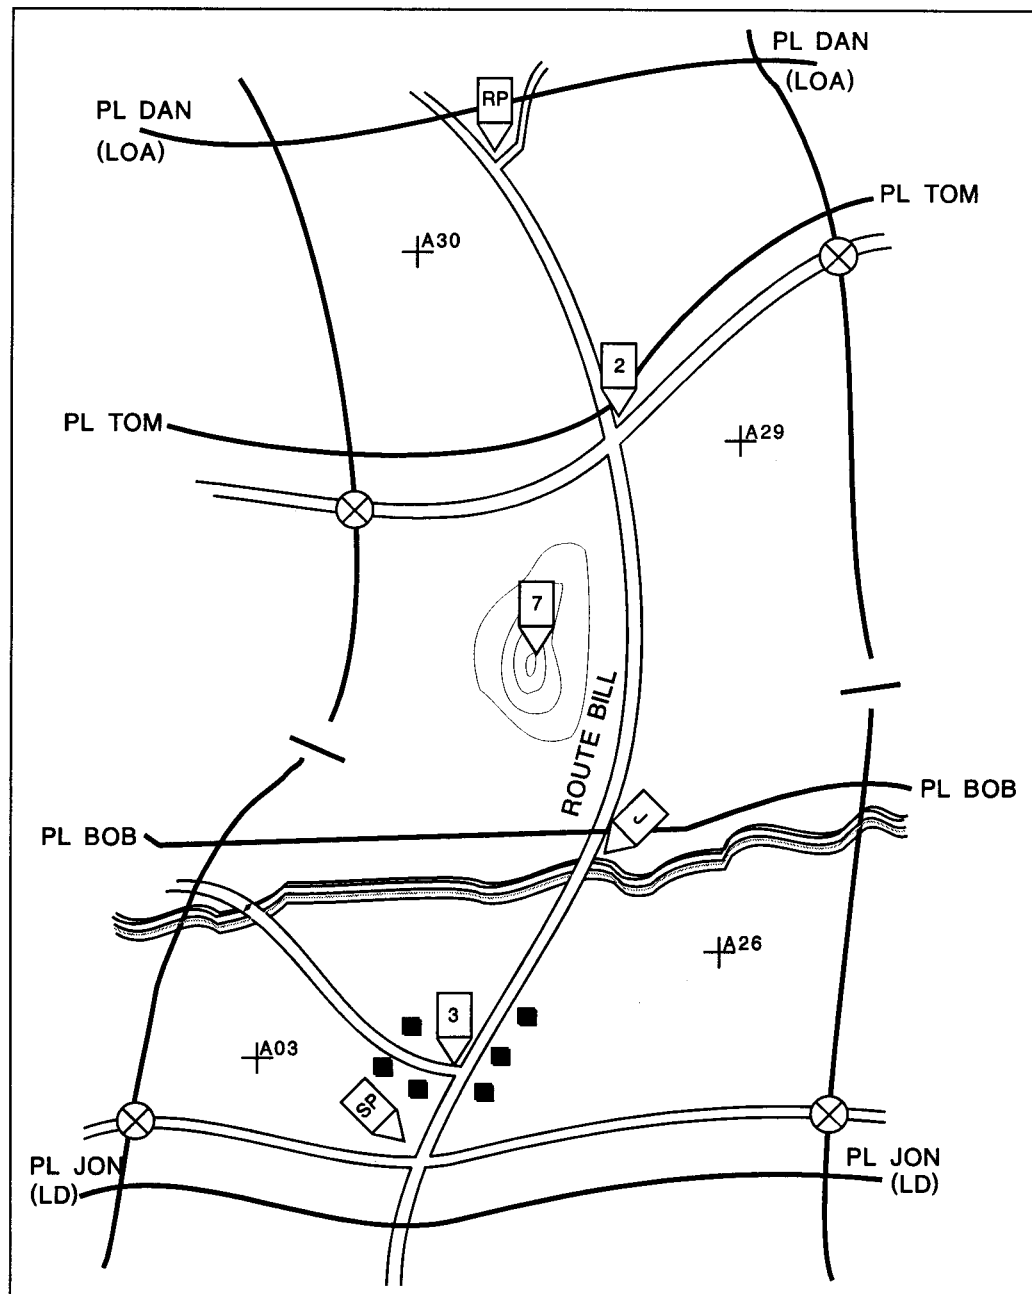 PL DAN
(LOA)
PL DAN
(LOA)
RP
PL TOM
A30
2
PL TOM
A29
7
ROUTE BILL
PL BOB
J
PL BOB
A26
3
A03
SP
PL JON
(LD)
PL JON
(LD)